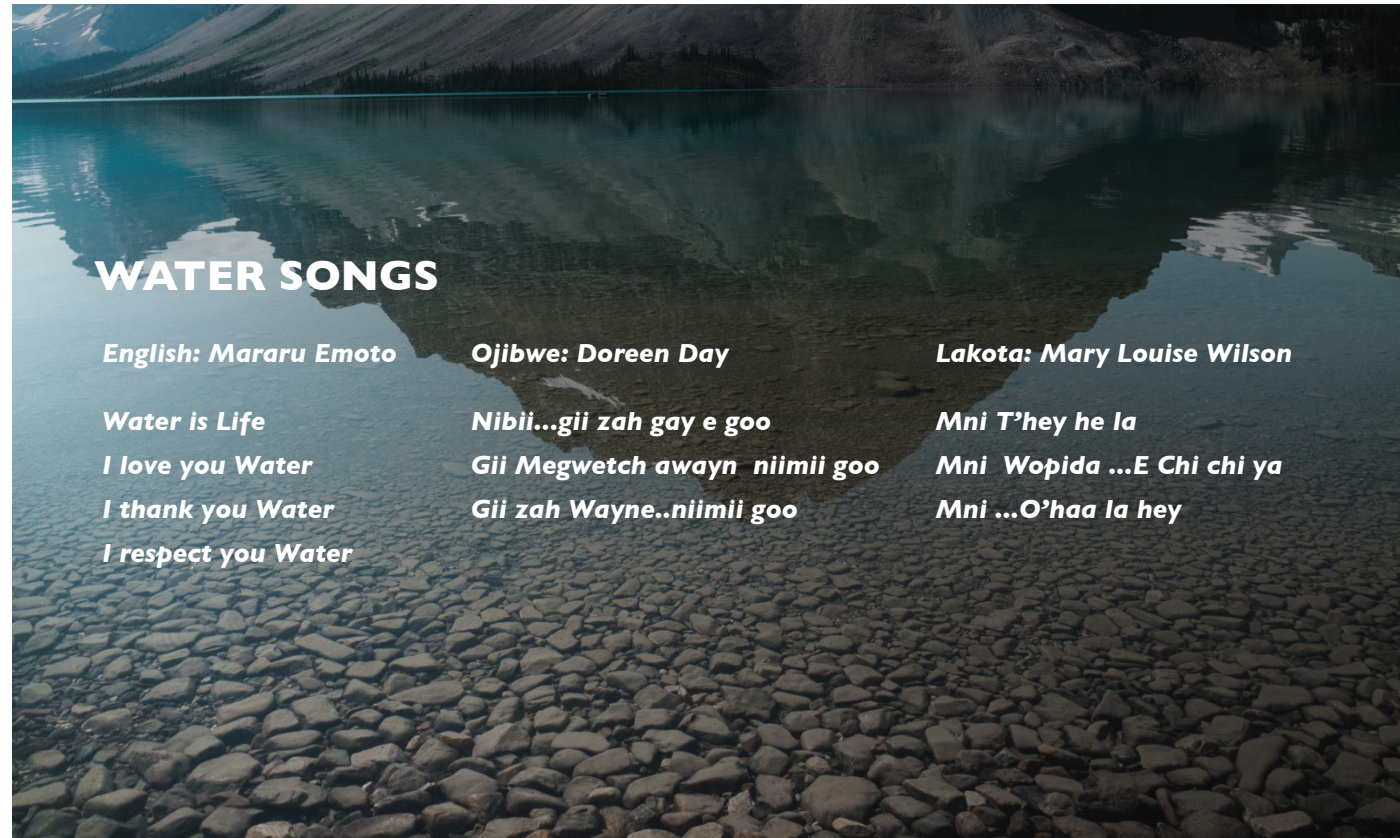 WATER SONGS
English: Mararu Emoto
Water is Life
I love you Water
I thank you Water
I respect you Water
Ojibwe: Doreen Day
Nibii...gii zah gay e goo
Gii Megwetch awayn  niimii goo
Gii zah Wayne..niimii goo
Lakota: Mary Louise Wilson
Mni T’hey he la
Mni  Wopida ...E Chi chi ya
Mni ...O’haa la hey